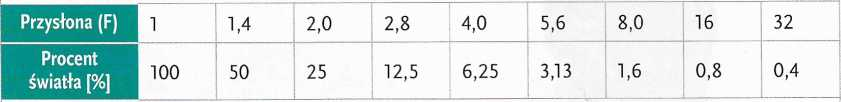 Przysłona (F) 1 1,4 2,0 2,8 4,0 5,6 8,0 16 32
Procent
światła [%] 100 50 25 12,5 6,25 3,13 1,6 0,8 0,4